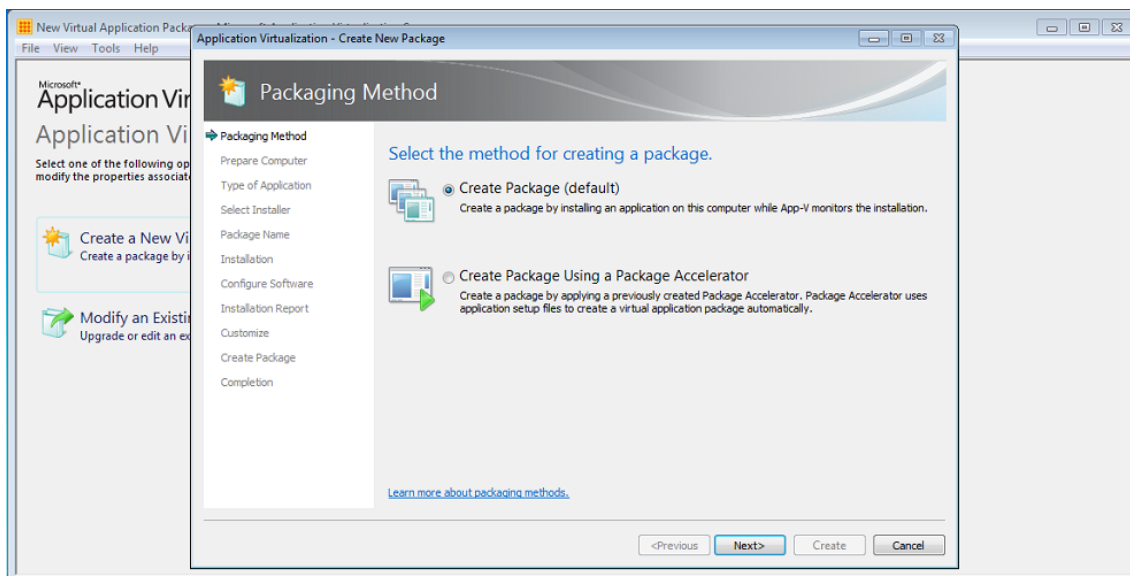 New Virtual Application Packa
File View Tools Help
Microsoft®
Application Vir
Application Vi
Select one of the following op
modify the properties associat
Create a New Vi
Create a package by i
Modify an Existi
Upgrade or edit an ex
Application Virtualization - Create New Package
Packaging Method
Packaging Method
Prepare Computer
Type of Application
Select Installer
Package Name
Installation
Configure Software
Installation Report
Customize
Create Package
Completion
Select the method for creating a package.
Create Package (default)
Create a package by installing an application on this computer while App-V monitors the installation.
Create Package Using a Package Accelerator
Create a package by applying a previously created Package Accelerator. Package Accelerator uses
application setup files to create a virtual application package automatically.
Learn more about packaging methods.
<Previous Next> Create Cancel